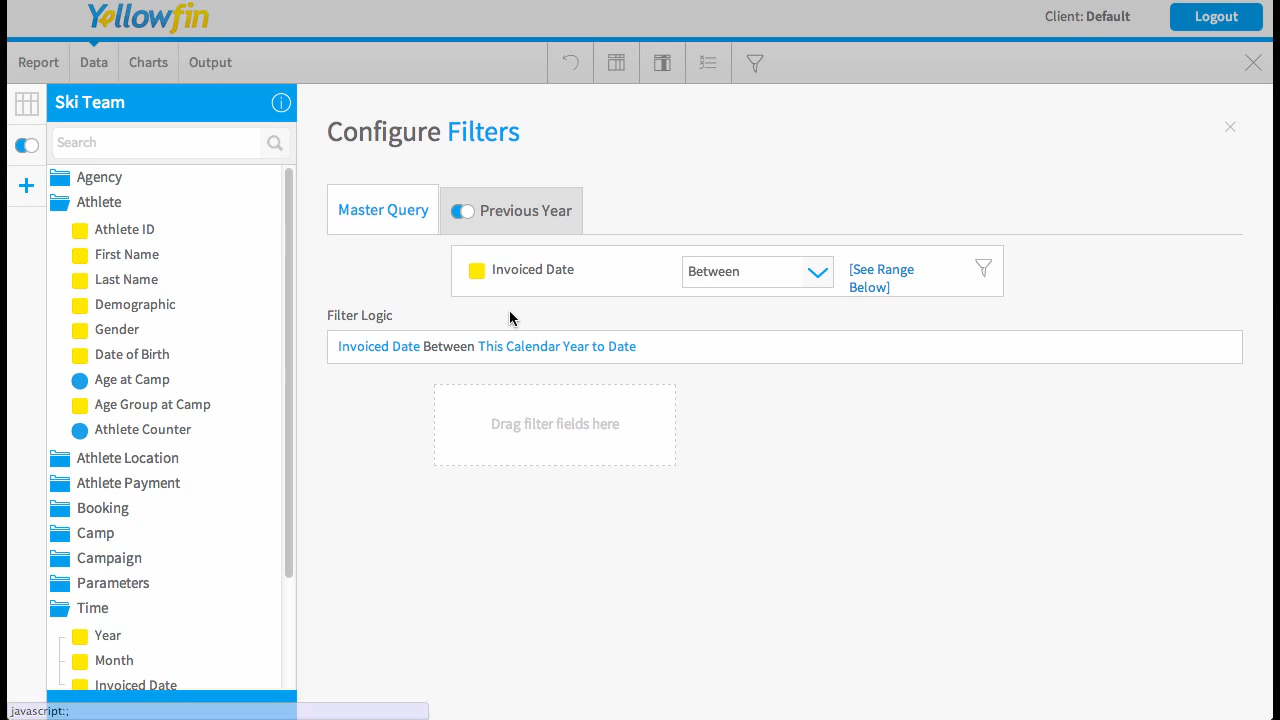 Yellowfin
Client: Default
Logout
Report
Data
Charts
Output
Ski Team
Search
Agency
Athlete
Athlete ID
First Name
Last Name
Demographic
Gender
Date of Birth
Age at Camp
Age Group at Camp
Athlete Counter
Athlete Location
Athlete Payment
Booking
Camp
Campaign
Parameters
Time
Year
Month
Invoiced Date
Configure Filters
Master Query
Previous Year
Invoiced Date
Between
[See Range
Below]
Filter Logic
Invoiced Date Between This Calendar Year to Date
Drag filter fields here
javascript:;